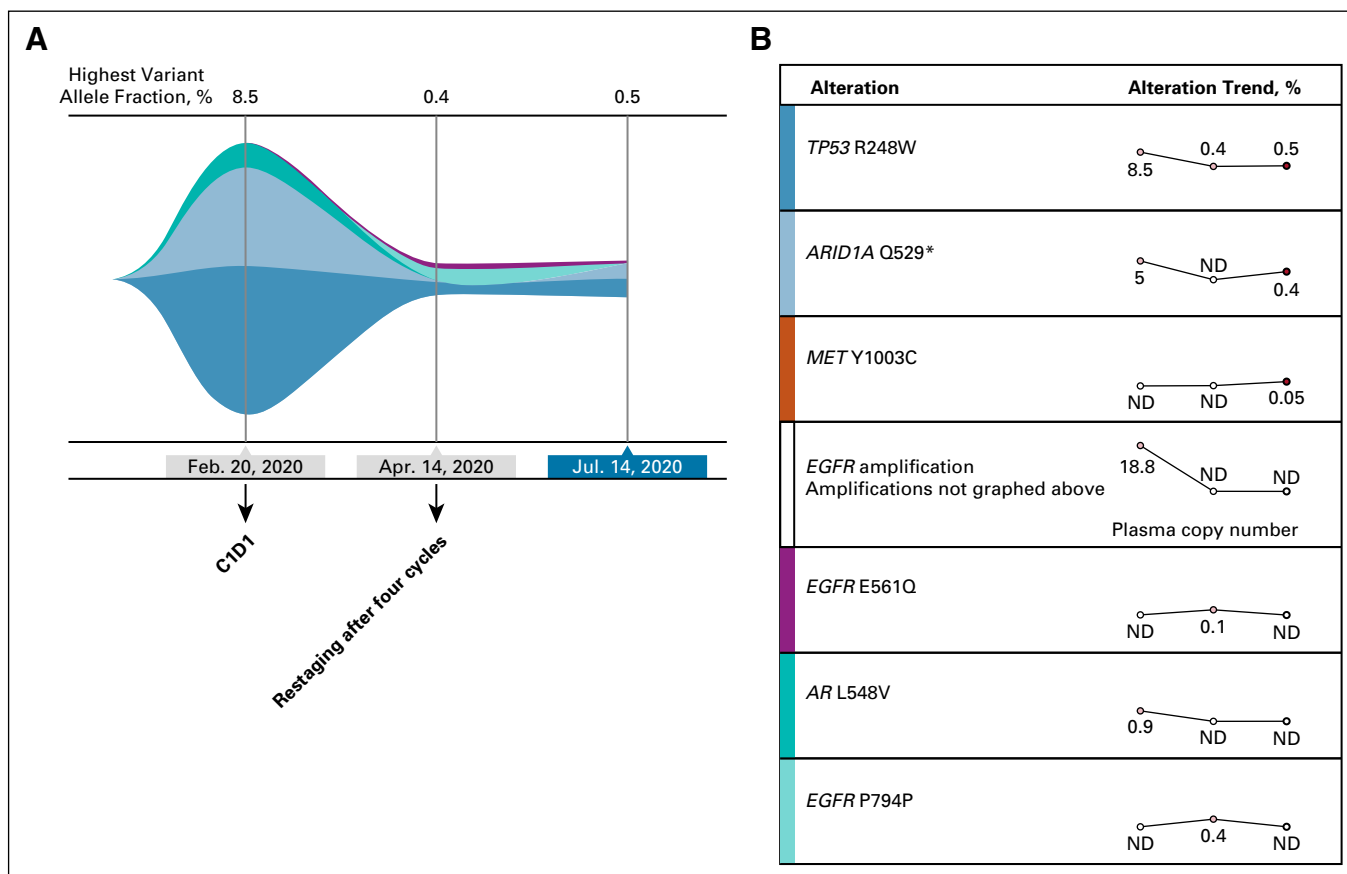 A
Highest Variant
Allele Fraction, % 8.5 0.4 0.5
Feb. 20, 2020 Apr. 14, 2020 Jul. 14, 2020
C1D1
Restaging after four cycles
B
Alteration Alteration Trend, %
TP53 R248W
8.5 0.4 0.5
ARID1A Q529*
5 ND 0.4
MET Y1003C
ND ND 0.05
EGFR amplification
Amplifications not graphed above
18.8 ND ND
Plasma copy number
EGFR E561Q
ND 0.1 ND
AR L548V
0.9 ND ND
EGFR P794P
ND 0.4 ND